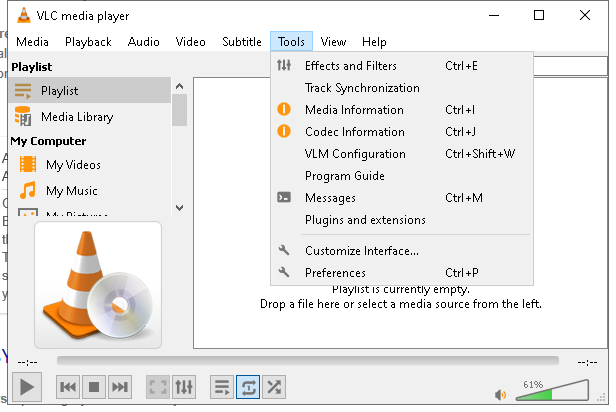 VLC media player
Media Playback Audio Video Subtitle Tools View Help
Playlist
Playlist
Media Library
My Computer
My Videos
My Music
My Pictures
Effects and Filters Ctrl+E
Track Synchronization
Media Information Ctrl+I
Codec Information Ctrl+J
VLM Configuration Ctrl+Shift+W
Program Guide
Messages Ctrl+M
Plugins and extensions
Customize Interface...
Preferences Ctrl+P
Playlist is currently empty.
Drop a file here or select a media source from the left.
--:-- --:--
61%